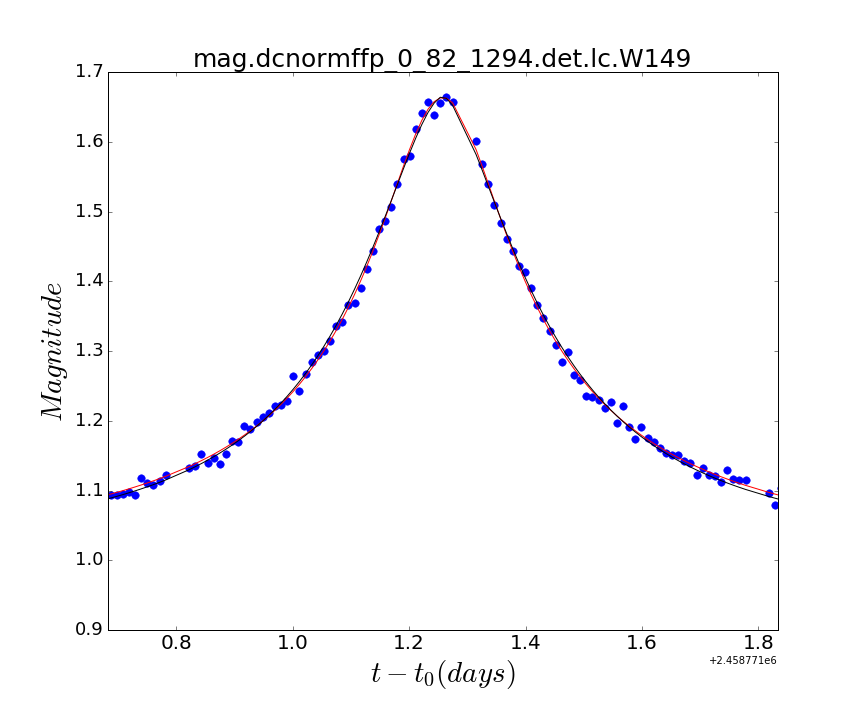 mag.dcnormffp_0_82_1294.det.lc.W149
1.7
1.6
1.5
1.4
1.3
1.2
1.1
1.0
0.9
Magnitude
0.8 1.0 1.2 1.4 1.6 1.8
+2.458771e6
t − t₀(days)